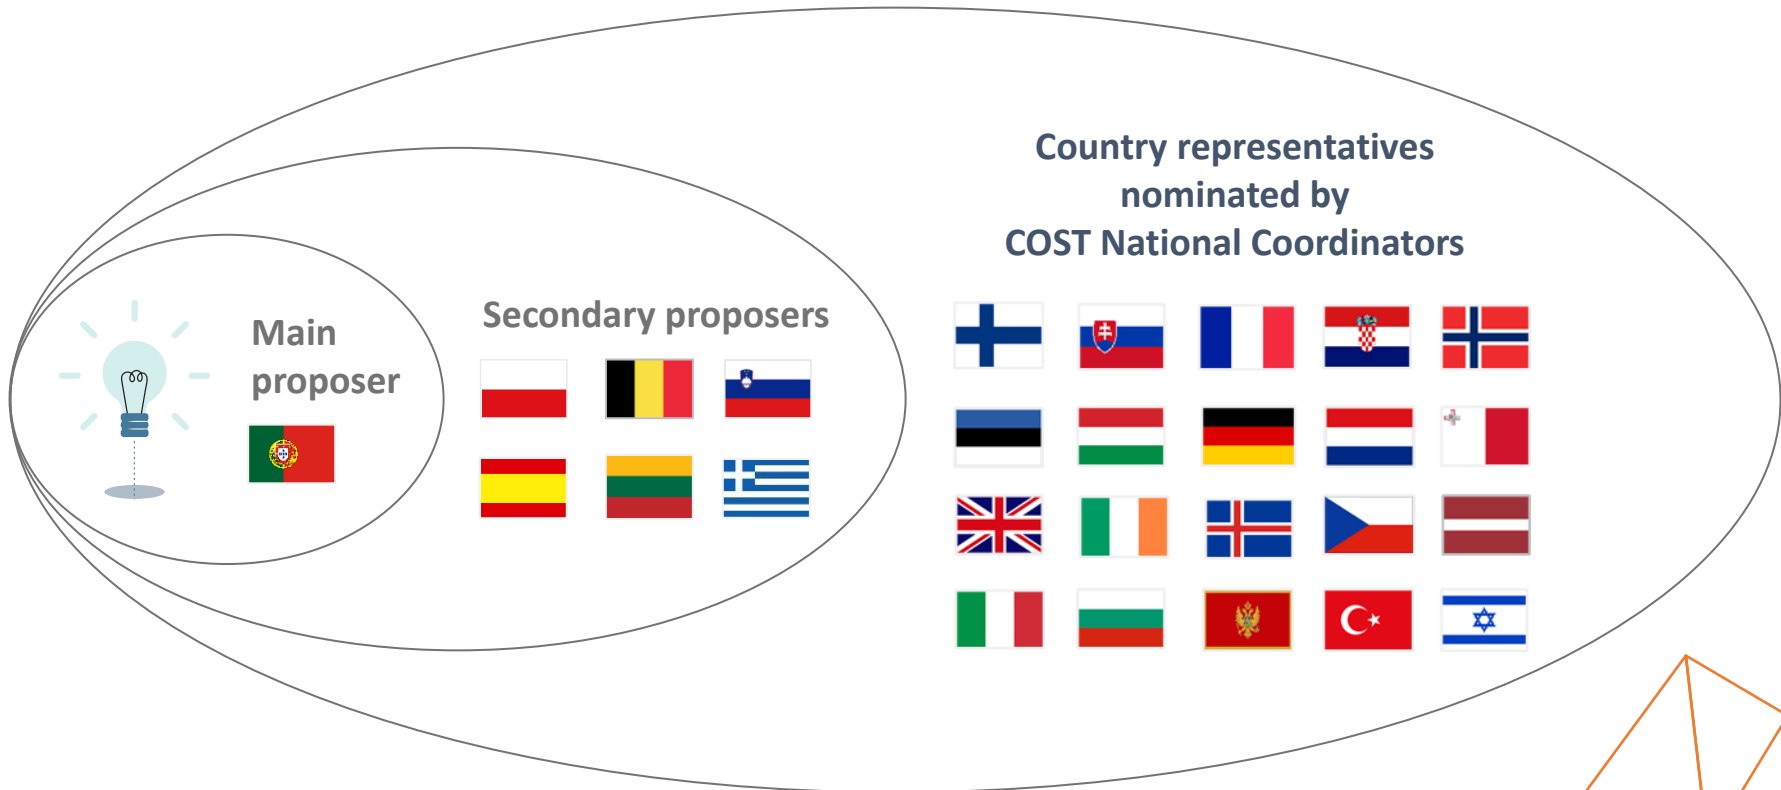 Country representatives
nominated by
COST National Coordinators
Main
proposer
Secondary proposers